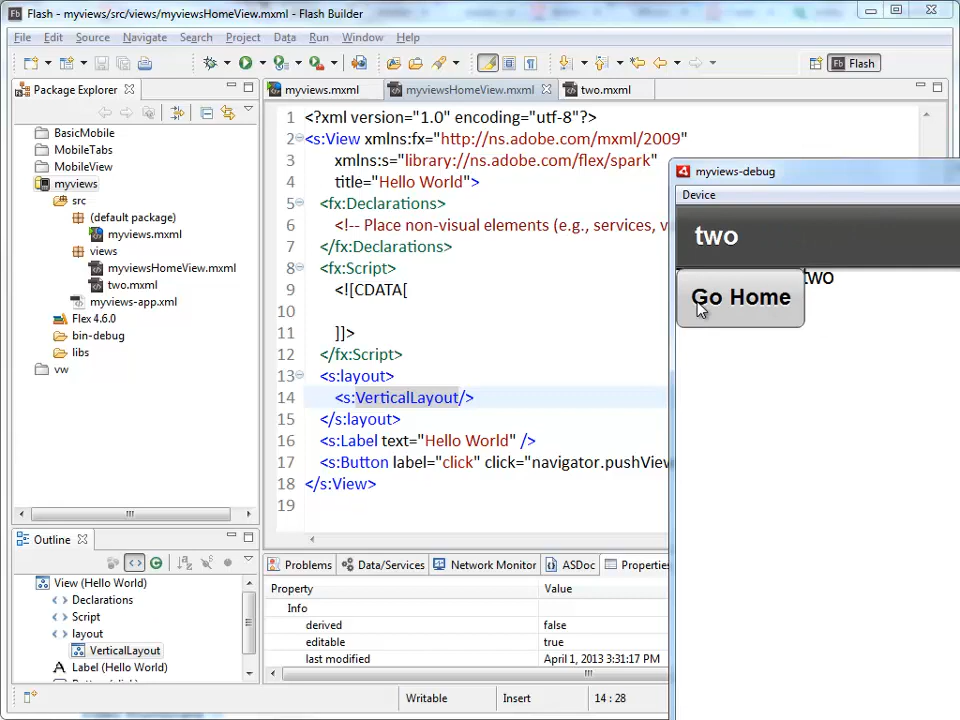 Fb Flash - myviews/src/views/myviewsHomeView.mxml - Flash Builder
File Edit Source Navigate Search Project Data Run Window Help
Fb Flash
Package Explorer
BasicMobile
MobileTabs
MobileView
myviews
src
(default package)
myviews.mxml
views
myviewsHomeView.mxml
two.mxml
myviews-app.xml
Flex 4.6.0
bin-debug
libs
vw
myviews.mxml myviewsHomeView.mxml two.mxml
1 <?xml version="1.0" encoding="utf-8"?>
2 <s:View xmlns:fx="http://ns.adobe.com/mxml/2009"
3 xmlns:s="library://ns.adobe.com/flex/spark"
4 title="Hello World">
5 <fx:Declarations>
6 <!-- Place non-visual elements (e.g., services, v
7 </fx:Declarations>
8 <fx:Script>
9 <![CDATA[
10
11 ]]>
12 </fx:Script>
13 <s:layout>
14 <s:VerticalLayout/>
15 </s:layout>
16 <s:Label text="Hello World" />
17 <s:Button label="click" click="navigator.pushView
18 </s:View>
19
myviews-debug
Device
two
Go Home
two
Outline
View (Hello World)
Declarations
Script
layout
VerticalLayout
A Label (Hello World)
Problems Data/Services Network Monitor ASDoc Properties
Property Value
Info
derived false
editable true
last modified April 1, 2013 3:31:17 PM
Writable Insert 14 : 28